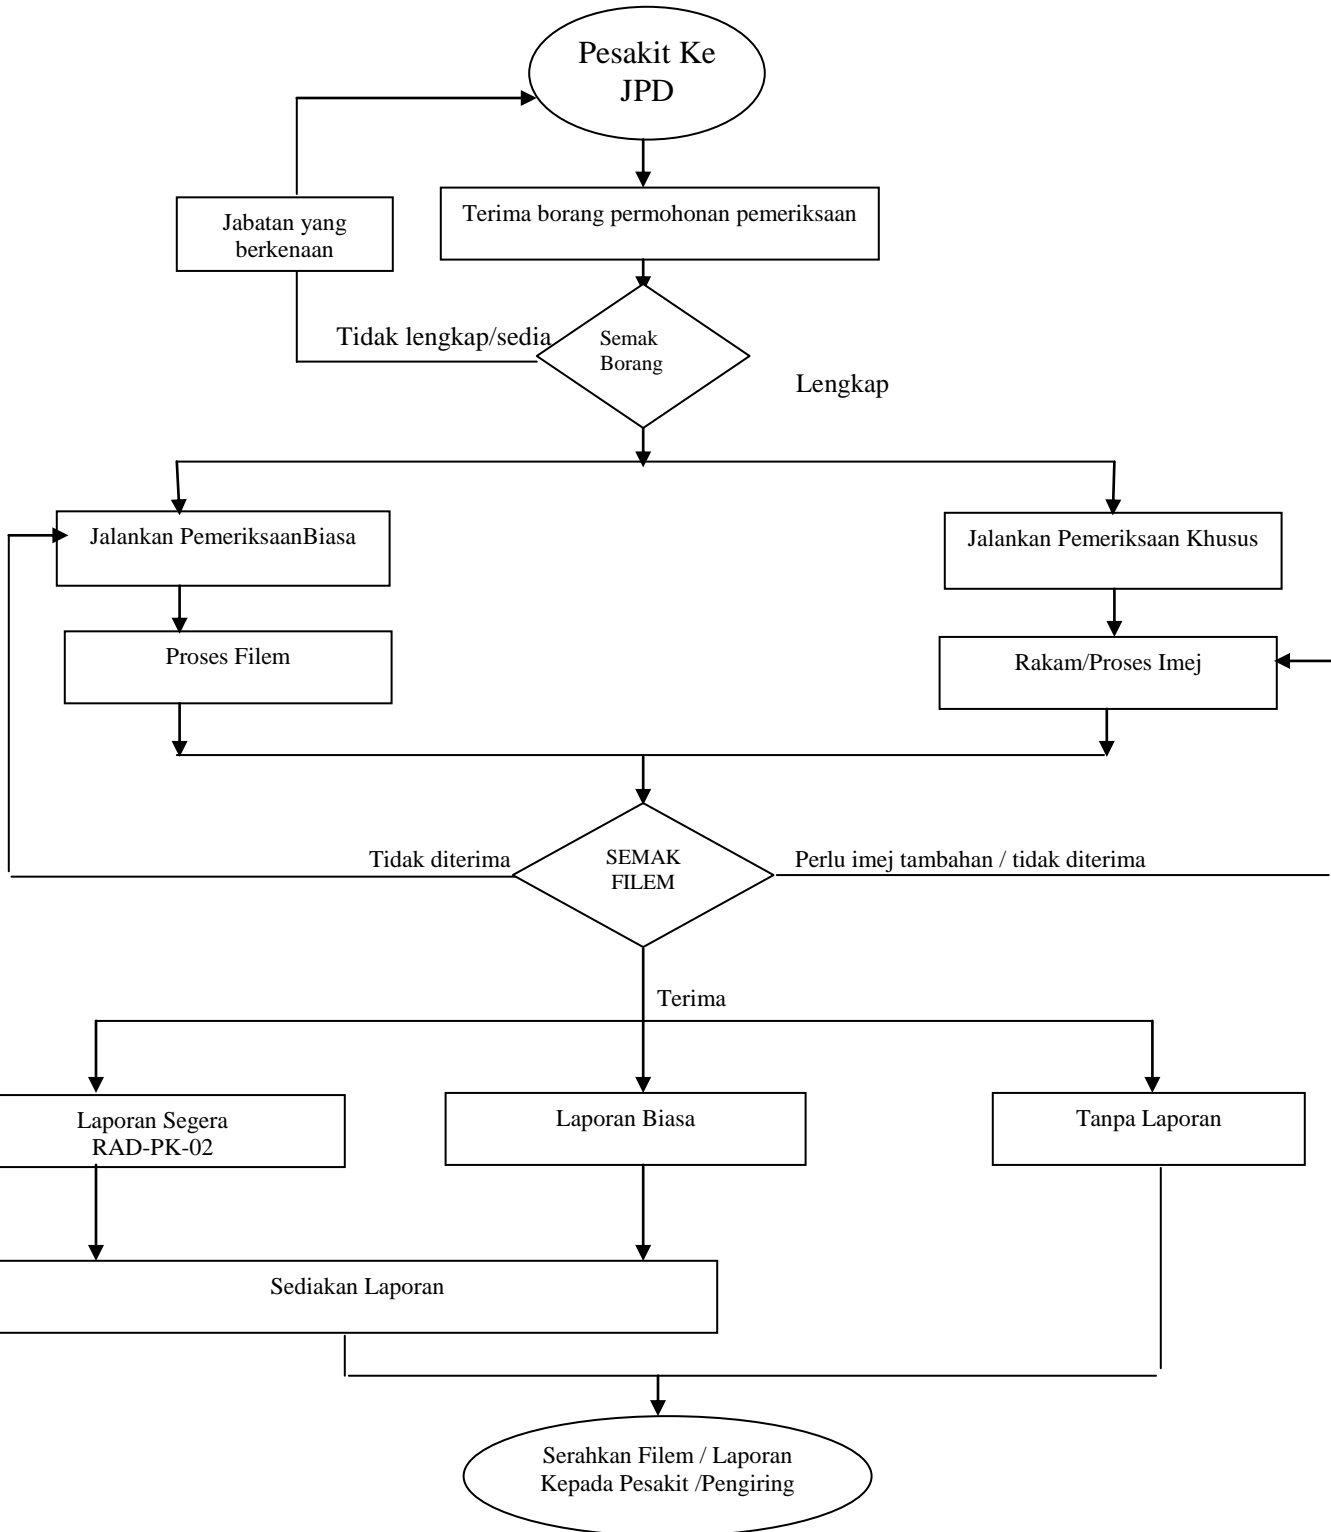 Pesakit Ke
JPD
Jabatan yang
berkenaan
Terima borang permohonan pemeriksaan
Tidak lengkap/sedia
Semak
Borang
Lengkap
Jalankan PemeriksaanBiasa
Jalankan Pemeriksaan Khusus
Proses Filem
Rakam/Proses Imej
Tidak diterima
SEMAK
FILEM
Perlu imej tambahan / tidak diterima
Terima
Laporan Segera
RAD-PK-02
Laporan Biasa
Tanpa Laporan
Sediakan Laporan
Serahkan Filem / Laporan
Kepada Pesakit /Pengiring